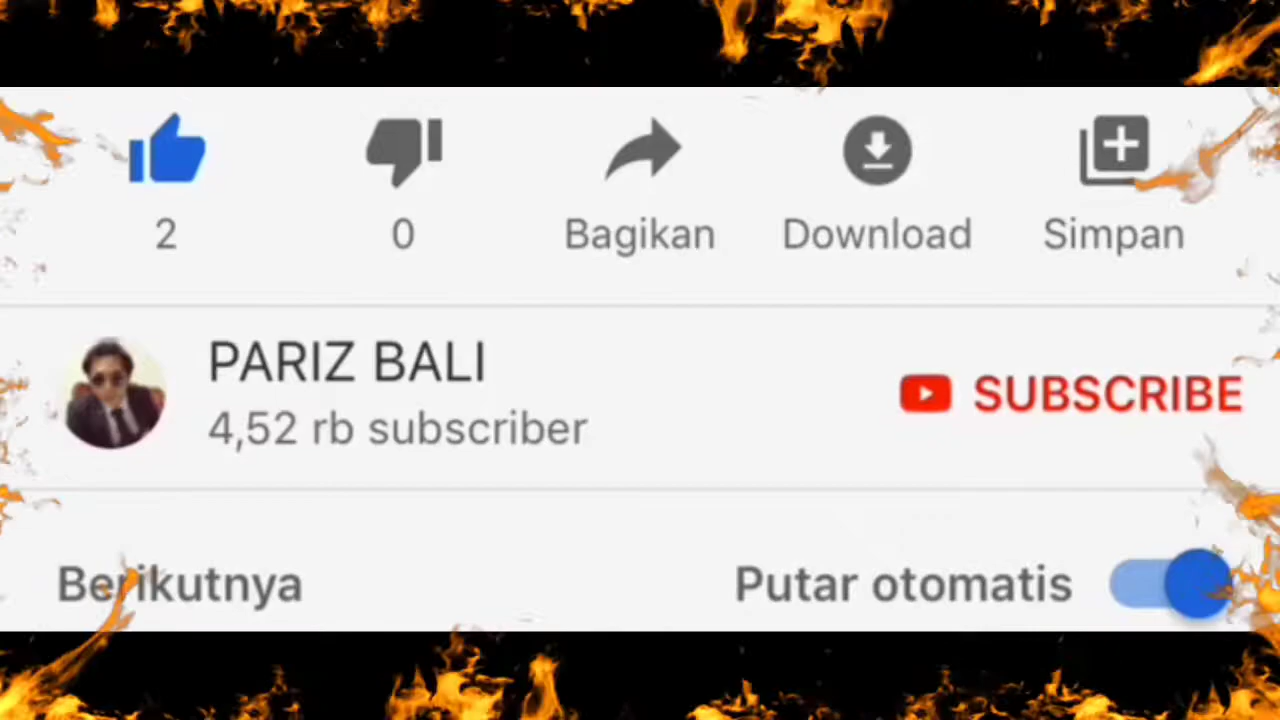 2 0 Bagikan Download Simpan
PARIZ BALI
4,52 rb subscriber
SUBSCRIBE
Berikutnya Putar otomatis